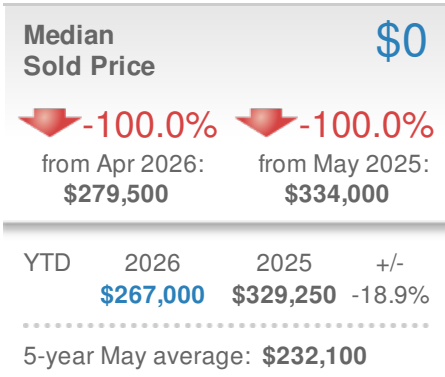 Median
Sold Price
$0
-100.0% -100.0%
from Apr 2026: from May 2025:
$279,500 $334,000
YTD 2026 2025 +/-
$267,000 $329,250 -18.9%
5-year May average: $232,100